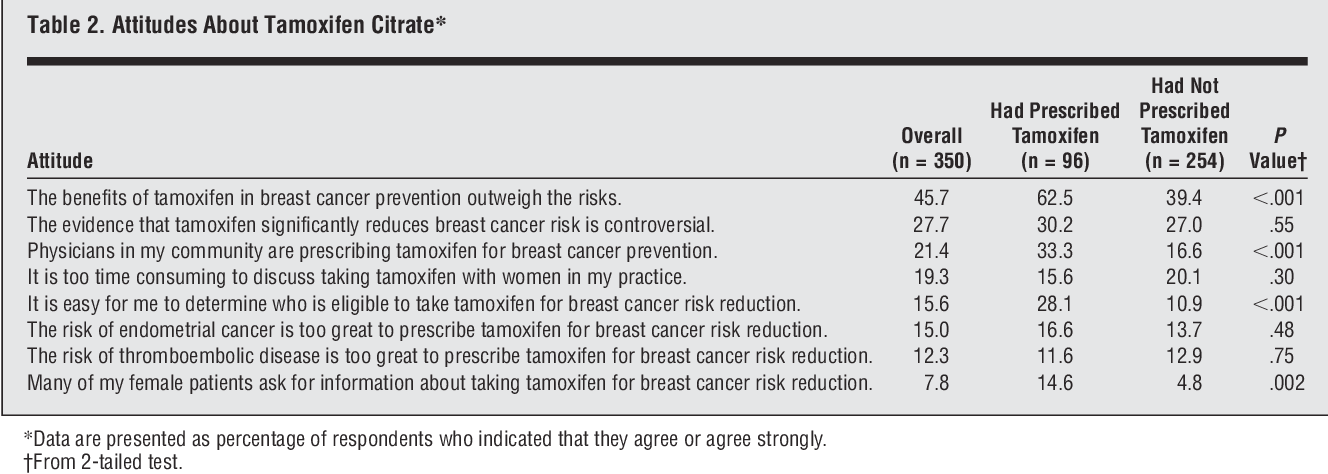 Table 2. Attitudes About Tamoxifen Citrate*
Attitude Overall (n = 350) Had Prescribed Tamoxifen (n = 96) Had Not Prescribed Tamoxifen (n = 254) P Value†
The benefits of tamoxifen in breast cancer prevention outweigh the risks. 45.7 62.5 39.4 <.001
The evidence that tamoxifen significantly reduces breast cancer risk is controversial. 27.7 30.2 27.0 .55
Physicians in my community are prescribing tamoxifen for breast cancer prevention. 21.4 33.3 16.6 <.001
It is too time consuming to discuss taking tamoxifen with women in my practice. 19.3 15.6 20.1 .30
It is easy for me to determine who is eligible to take tamoxifen for breast cancer risk reduction. 15.6 28.1 10.9 <.001
The risk of endometrial cancer is too great to prescribe tamoxifen for breast cancer risk reduction. 15.0 16.6 13.7 .48
The risk of thromboembolic disease is too great to prescribe tamoxifen for breast cancer risk reduction. 12.3 11.6 12.9 .75
Many of my female patients ask for information about taking tamoxifen for breast cancer risk reduction. 7.8 14.6 4.8 .002
*Data are presented as percentage of respondents who indicated that they agree or agree strongly.
†From 2-tailed test.